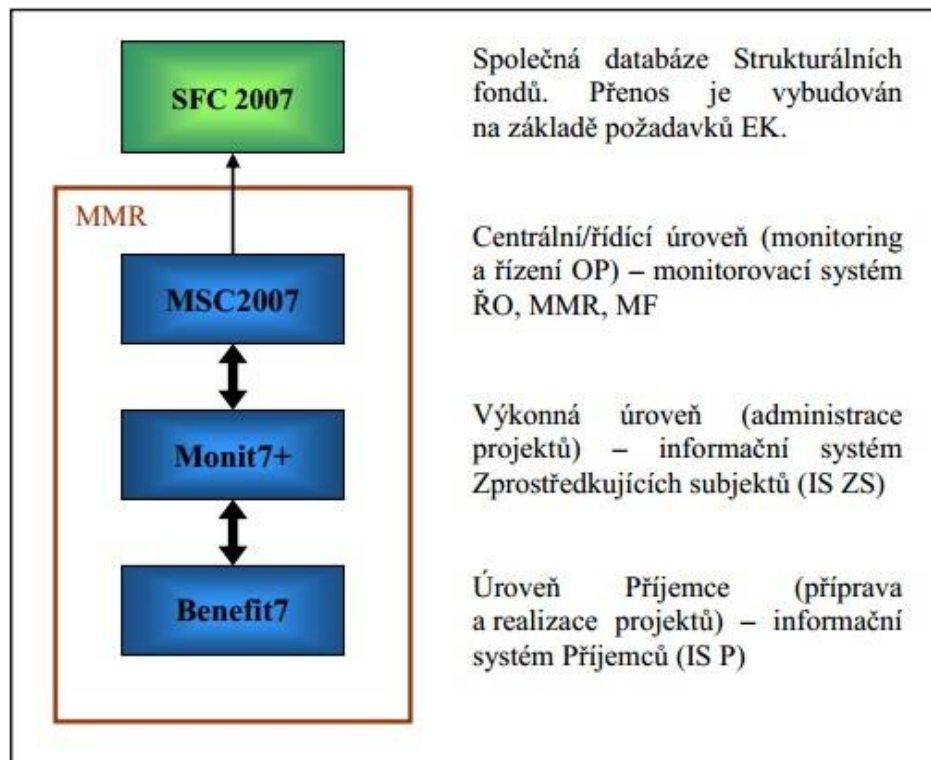 SFC 2007
Společná databáze Strukturálních
fondů. Přenos je vybudován
na základě požadavků EK.
MMR
MSC2007
Centrální/řídící úroveň (monitoring
a řízení OP) – monitorovací systém
ŘO, MMR, MF
Monit7+
Výkonná úroveň (administrace
projektů) – informační systém
Zprostředkujících subjektů (IS ZS)
Benefit7
Úroveň Příjemce (příprava
a realizace projektů) – informační
systém Příjemců (IS P)